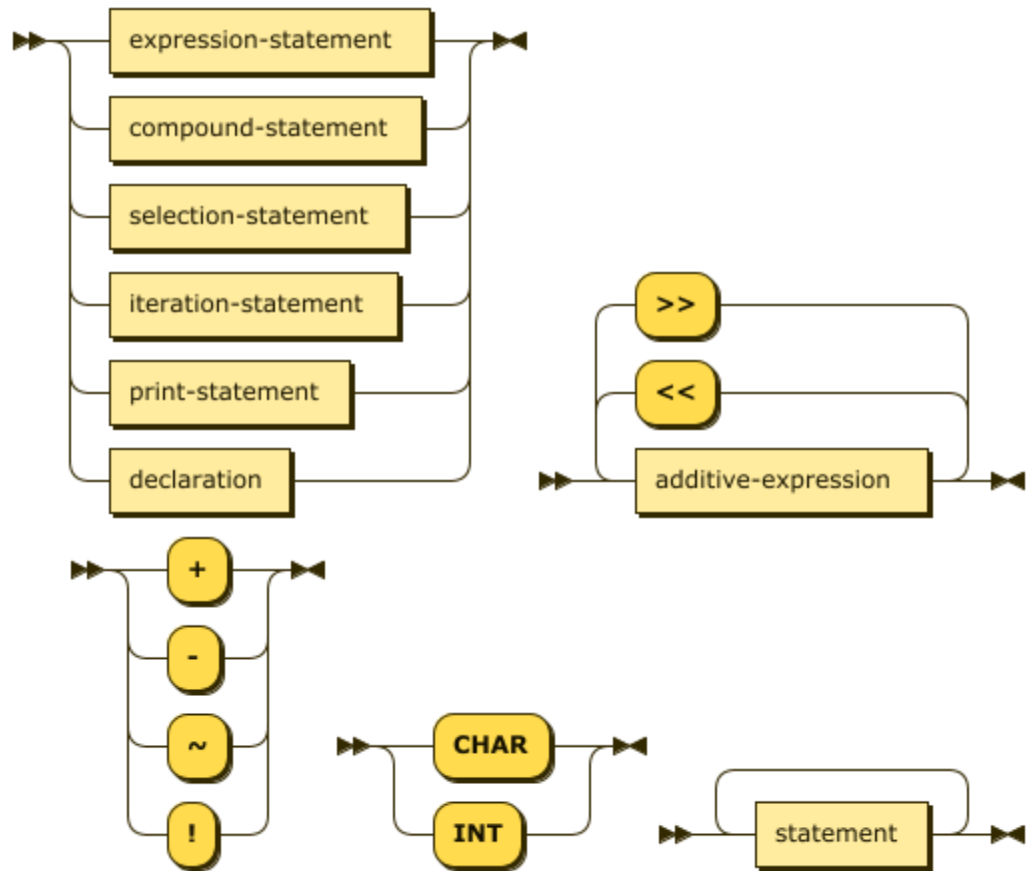 expression-statement
compound-statement
selection-statement
iteration-statement
print-statement
declaration
>>
<<
additive-expression
+
-
~
!
CHAR
INT
statement